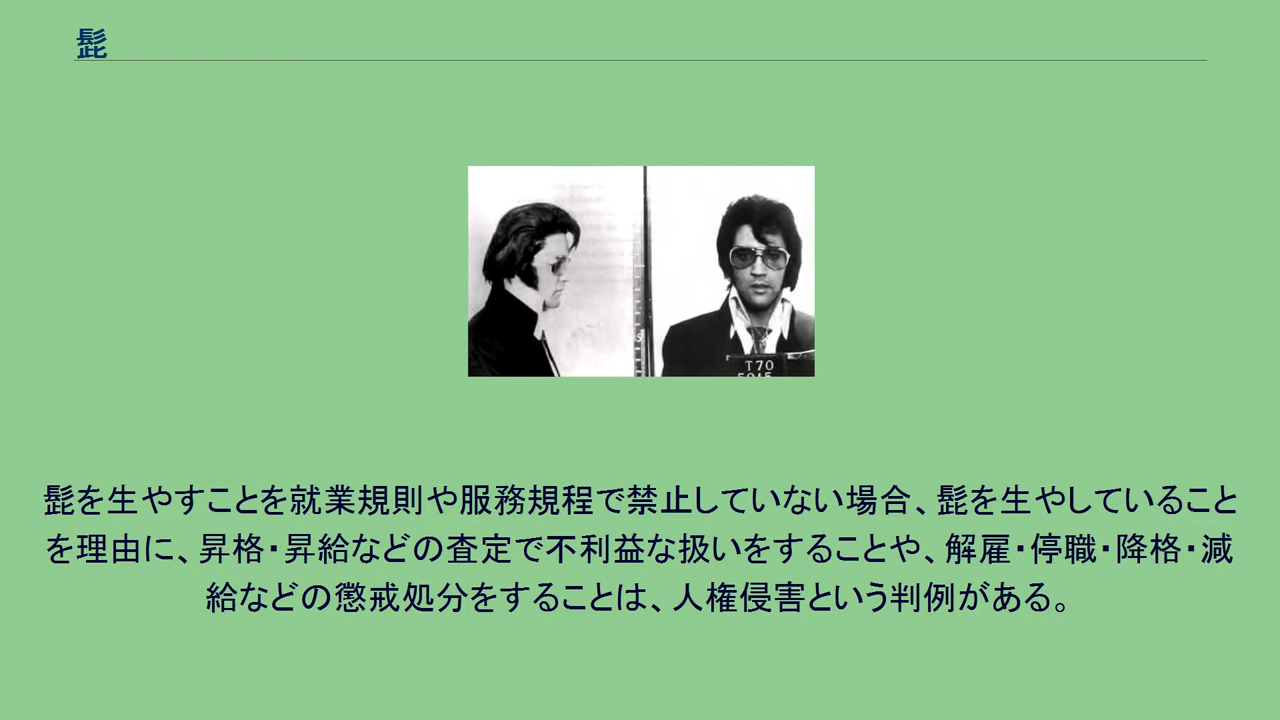 髭
T70
髭を生やすことを就業規則や服務規程で禁止していない場合、髭を生やしていること
を理由に、昇格・昇給などの査定で不利益な扱いをすることや、解雇・停職・降格・減
給などの懲戒処分をすることは、人権侵害という判例がある。